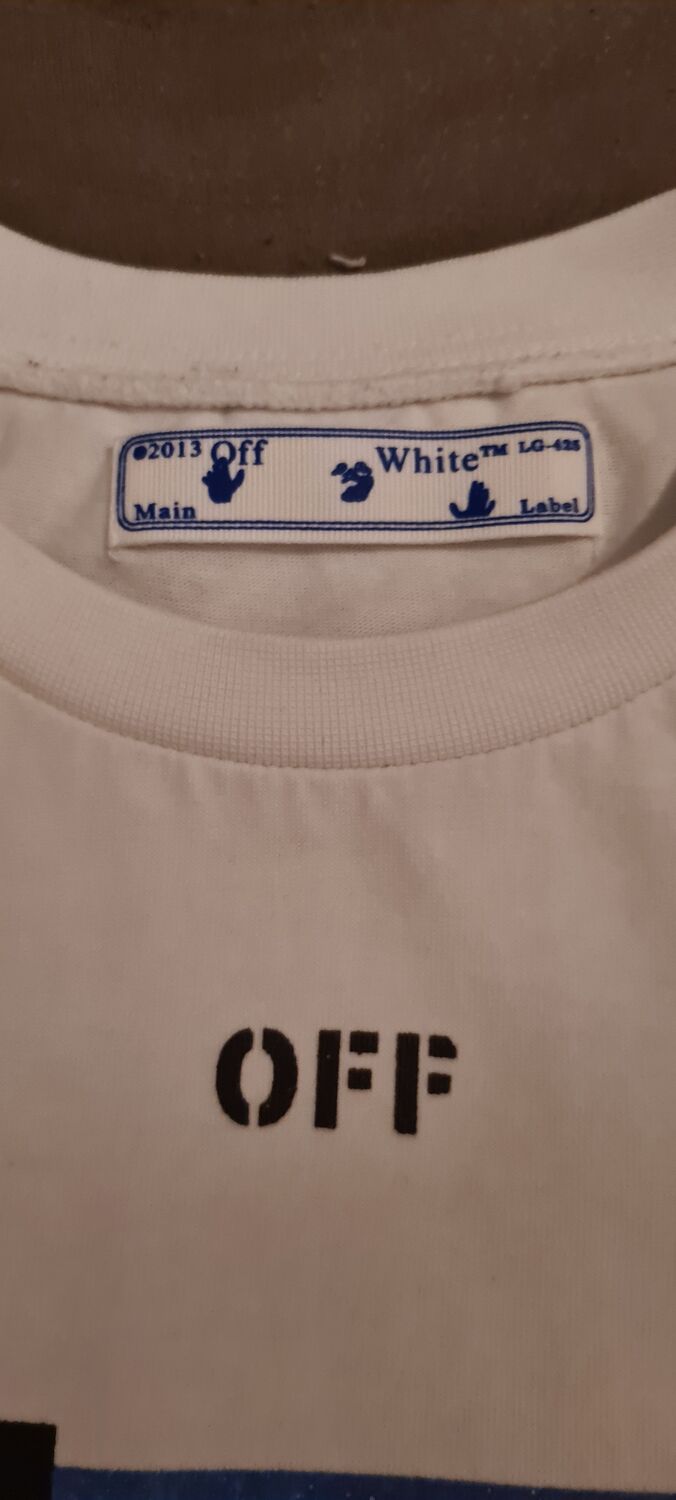 ©2013 Off White™ LG-425
Main Label
OFF